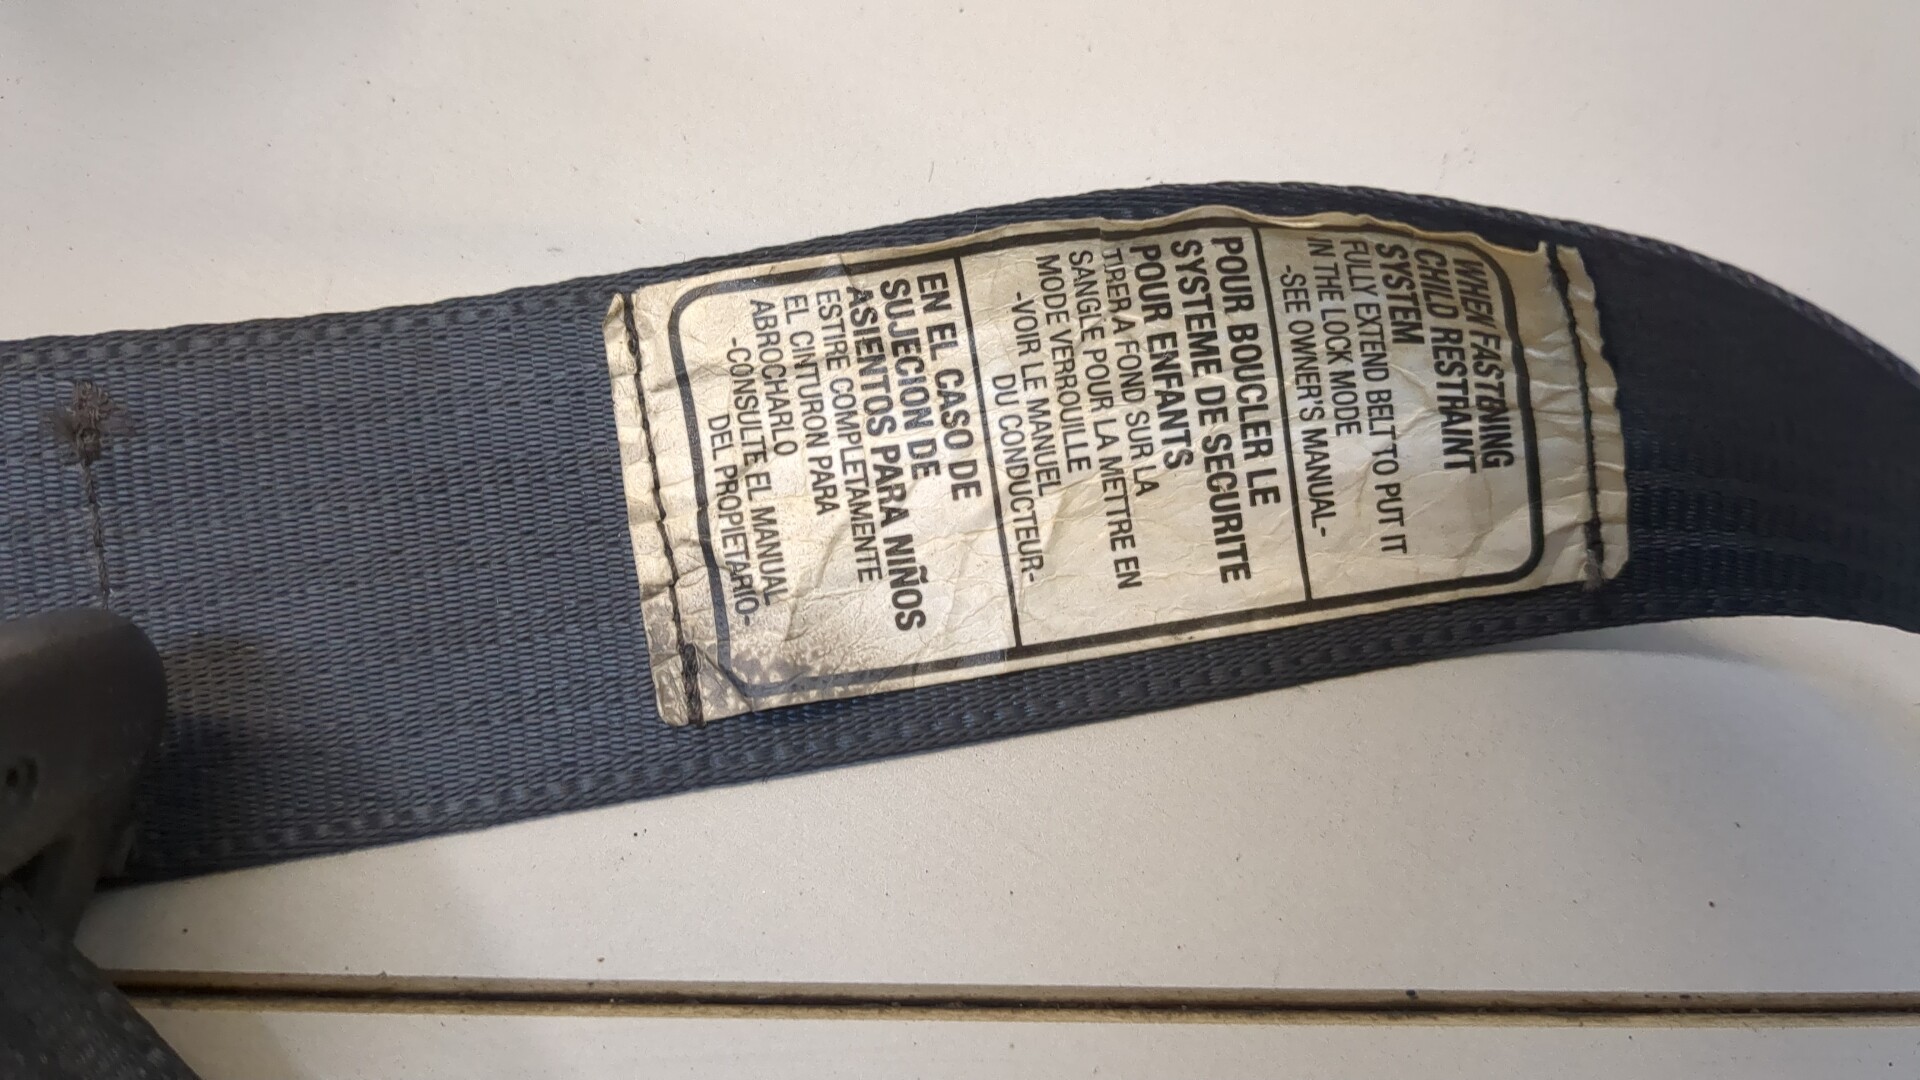 WHEN FASTENING
CHILD RESTRAINT
SYSTEM
FULLY EXTEND BELT TO PUT IT
IN THE LOCK MODE
-SEE OWNER'S MANUAL-
POUR BOUCLER LE
SYSTEME DE SECURITE
POUR ENFANTS
TIRER A FOND SUR LA
SANGLE POUR LA METTRE EN
MODE VERROUILLE
-VOIR LE MANUEL
DU CONDUCTEUR-
EN EL CASO DE
SUJECION DE
ASIENTOS PARA NIÑOS
ESTIRE COMPLETAMENTE
EL CINTURON PARA
ABROCHARLO
-CONSULTE EL MANUAL
DEL PROPIETARIO-